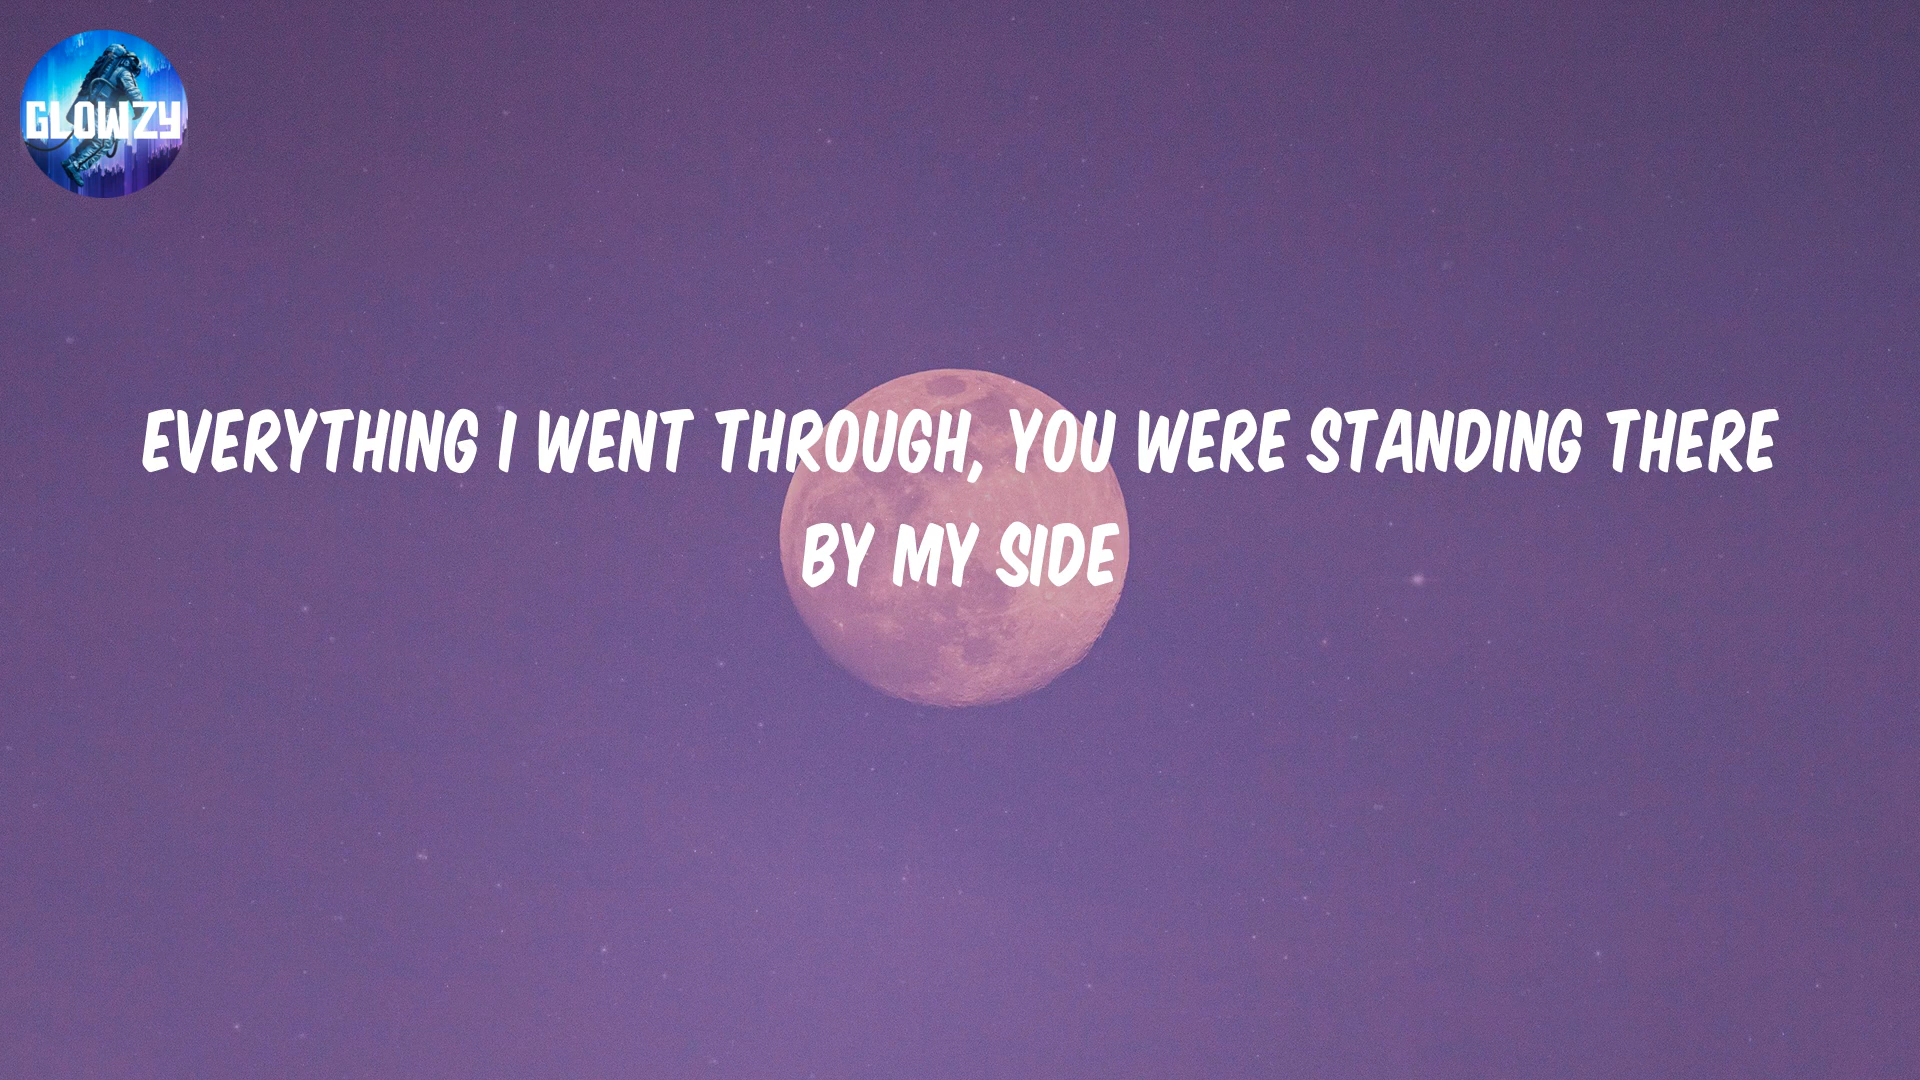 GLOWZY
EVERYTHING I WENT THROUGH, YOU WERE STANDING THERE
BY MY SIDE